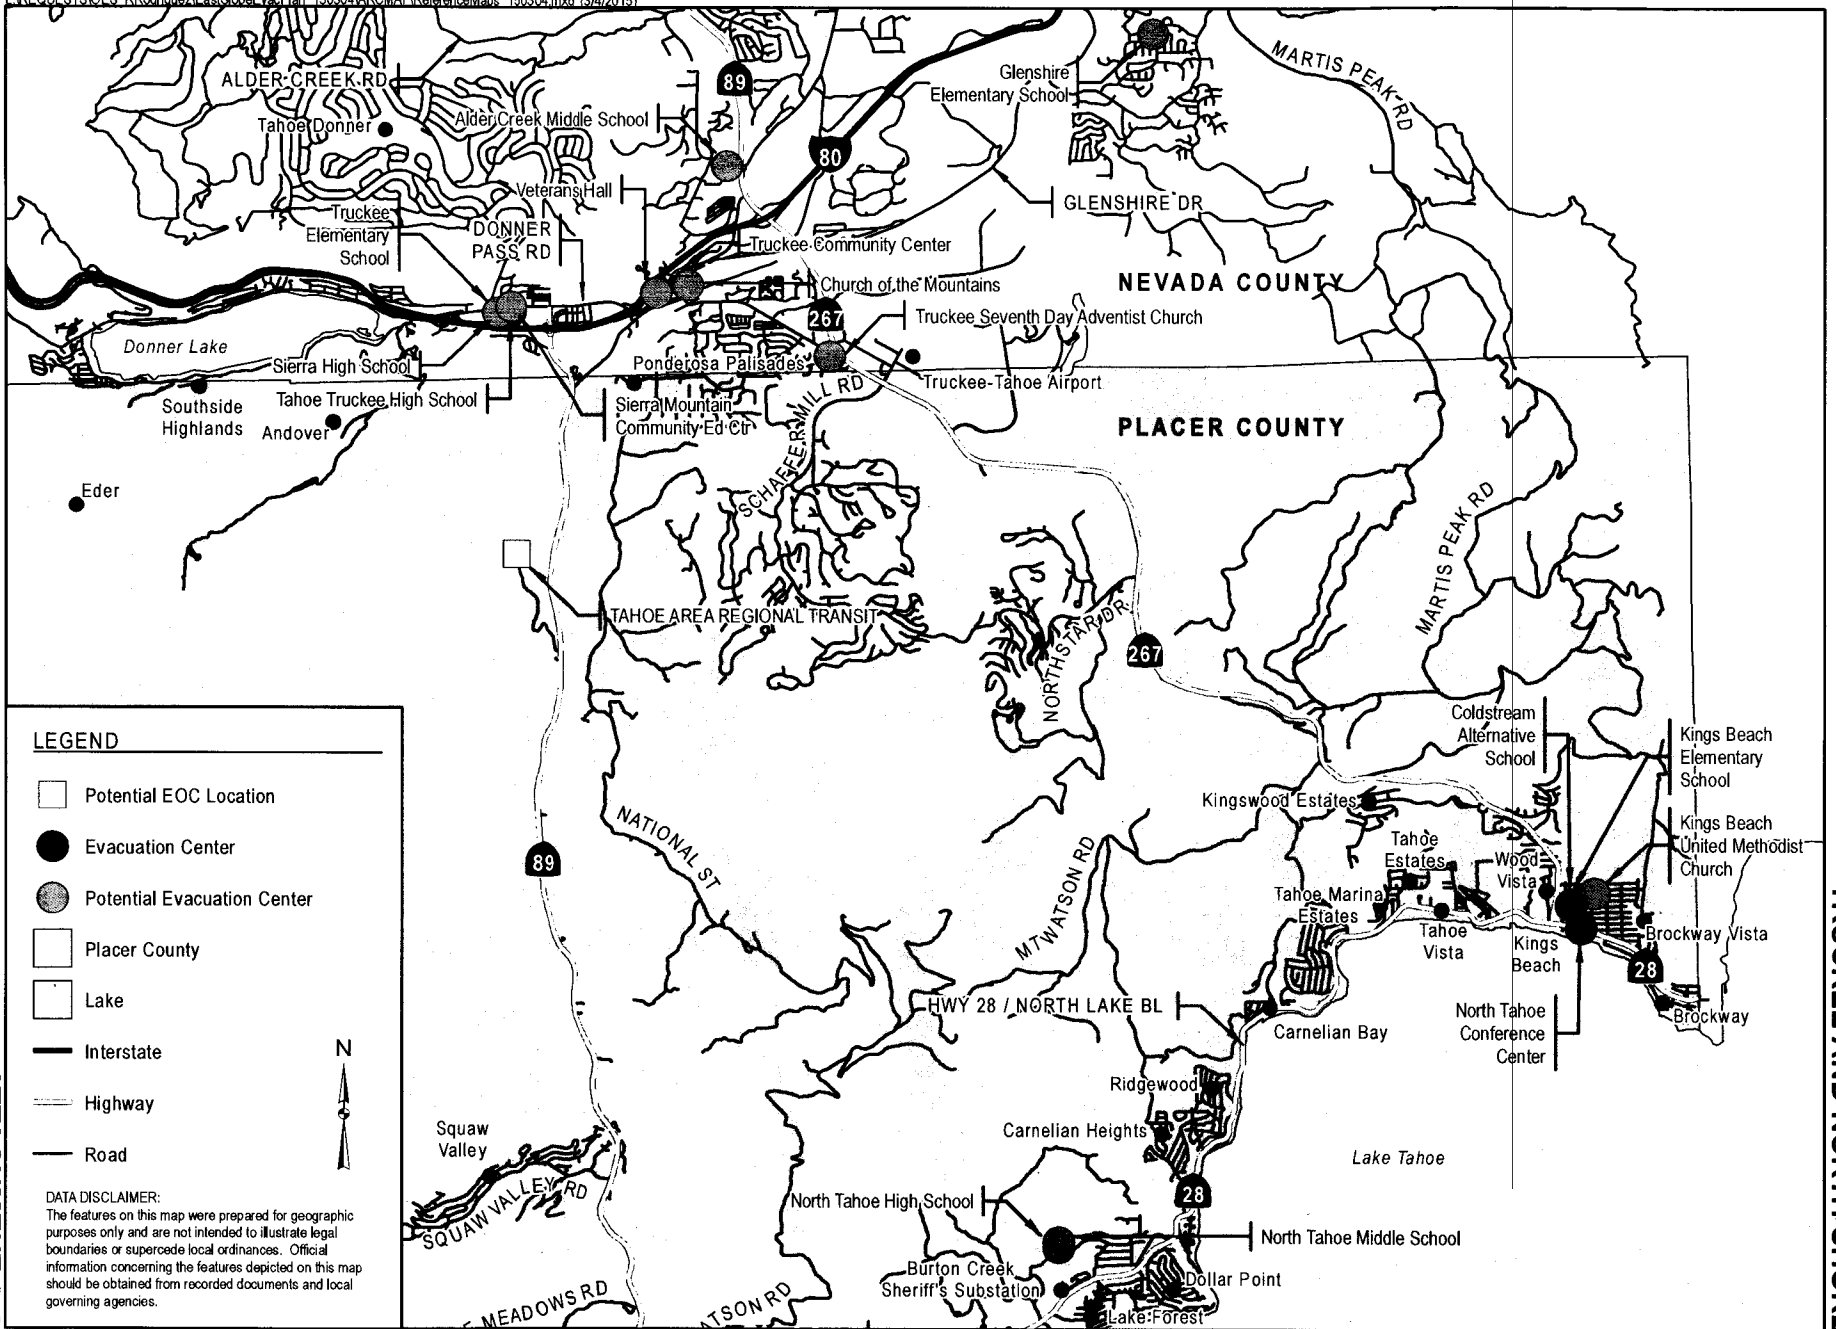 ALDER CREEK RD
Tahoe Donner
Alder Creek Middle School
89
Glenshire
Elementary School
MARTIS PEAK RD
80
Veterans Hall
Truckee
Elementary
School
DONNER
PASS RD
GLENSHIRE DR
Truckee Community Center
Church of the Mountains
NEVADA COUNTY
267
Truckee Seventh Day Adventist Church
Donner Lake
Sierra High School
Ponderosa Palisades
Truckee-Tahoe Airport
Southside
Highlands
Tahoe Truckee High School
Andover
Sierra Mountain
Community Ed Ctr
SCHAEFFER MILL RD
PLACER COUNTY
Eder
TAHOE AREA REGIONAL TRANSIT
MARTIS PEAK RD
NORTHSTAR DR
267
Coldstream
Alternative
School
Kings Beach
Elementary
School
Kingswood Estates
Kings Beach
United Methodist
Church
Tahoe
Estates
Wood
Vista
NATIONAL ST
89
MT WATSON RD
Tahoe Marina
Estates
Tahoe
Vista
Kings
Beach
Brockway Vista
28
HWY 28 / NORTH LAKE BL
Carnelian Bay
North Tahoe
Conference
Center
Brockway
Ridgewood
Carnelian Heights
Lake Tahoe
Squaw
Valley
SQUAW VALLEY RD
North Tahoe High School
28
North Tahoe Middle School
Burton Creek
Sheriff's Substation
Dollar Point
Lake Forest
MEADOWS RD
ATSON RD
LEGEND
Potential EOC Location
Evacuation Center
Potential Evacuation Center
Placer County
Lake
Interstate
Highway
Road
N
DATA DISCLAIMER:
The features on this map were prepared for geographic
purposes only and are not intended to illustrate legal
boundaries or supercede local ordinances. Official
information concerning the features depicted on this map
should be obtained from recorded documents and local
governing agencies.